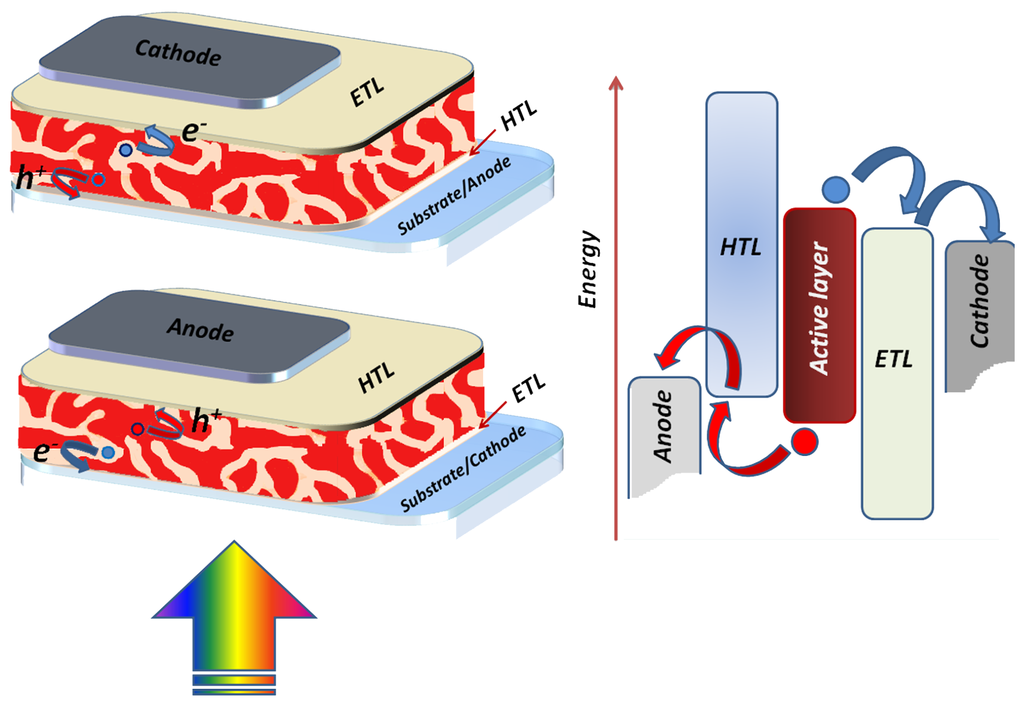 Cathode
ETL
HTL
e-
h+
Substrate/Anode
Anode
HTL
ETL
h+
e-
Substrate/Cathode
Energy
HTL
Active layer
ETL
Cathode
Anode